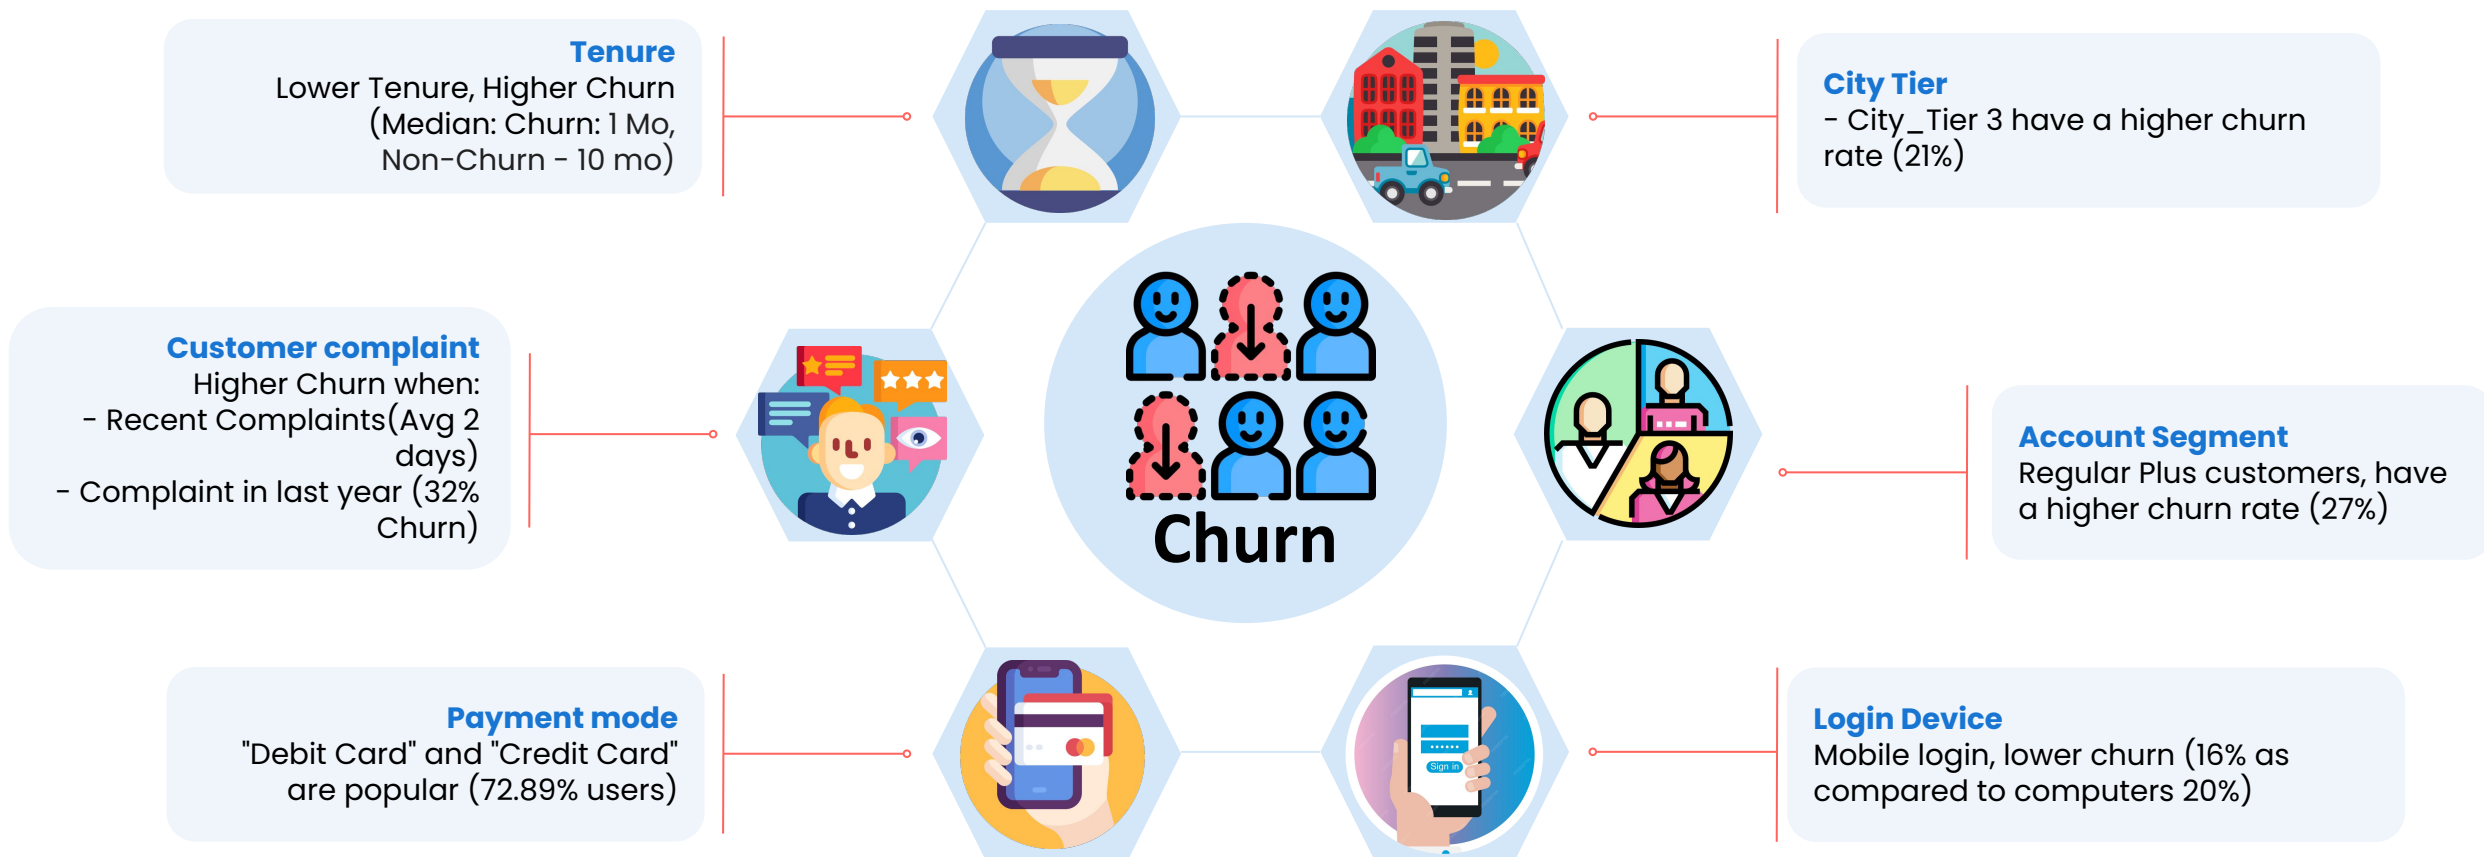 Tenure
Lower Tenure, Higher Churn
(Median: Churn: 1 Mo,
Non-Churn - 10 mo)
City Tier
- City_Tier 3 have a higher churn
rate (21%)
Customer complaint
Higher Churn when:
- Recent Complaints(Avg 2
days)
- Complaint in last year (32%
Churn)
Churn
Account Segment
Regular Plus customers, have
a higher churn rate (27%)
Payment mode
"Debit Card" and "Credit Card"
are popular (72.89% users)
Sign in
Login Device
Mobile login, lower churn (16% as
compared to computers 20%)